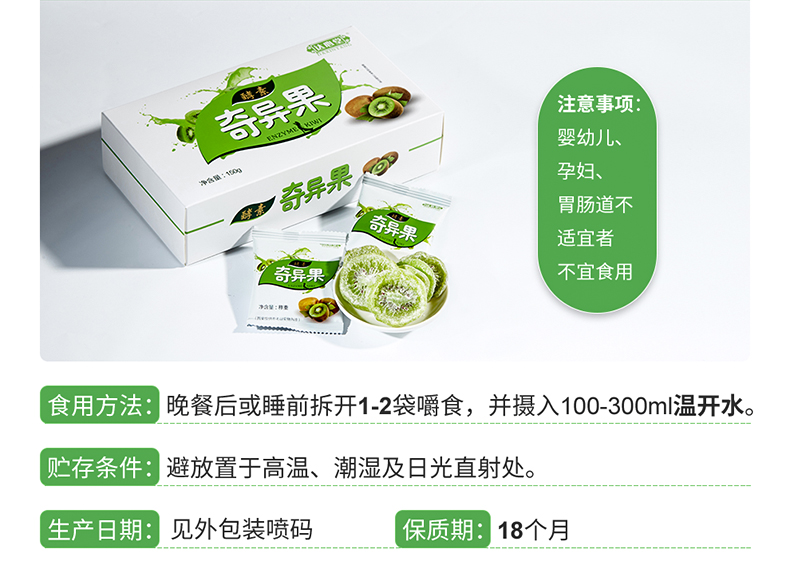 酵素
奇异果
ENZYME KIWI
净含量：150g
酵素
奇异果
奇异果
奇异果
净含量：称重
注意事项：
婴幼儿、
孕妇、
胃肠道不
适宜者
不宜食用
食用方法： 晚餐后或睡前拆开1-2袋嚼食，并摄入100-300ml温开水。
贮存条件： 避放置于高温、潮湿及日光直射处。
生产日期： 见外包装喷码 保质期： 18个月